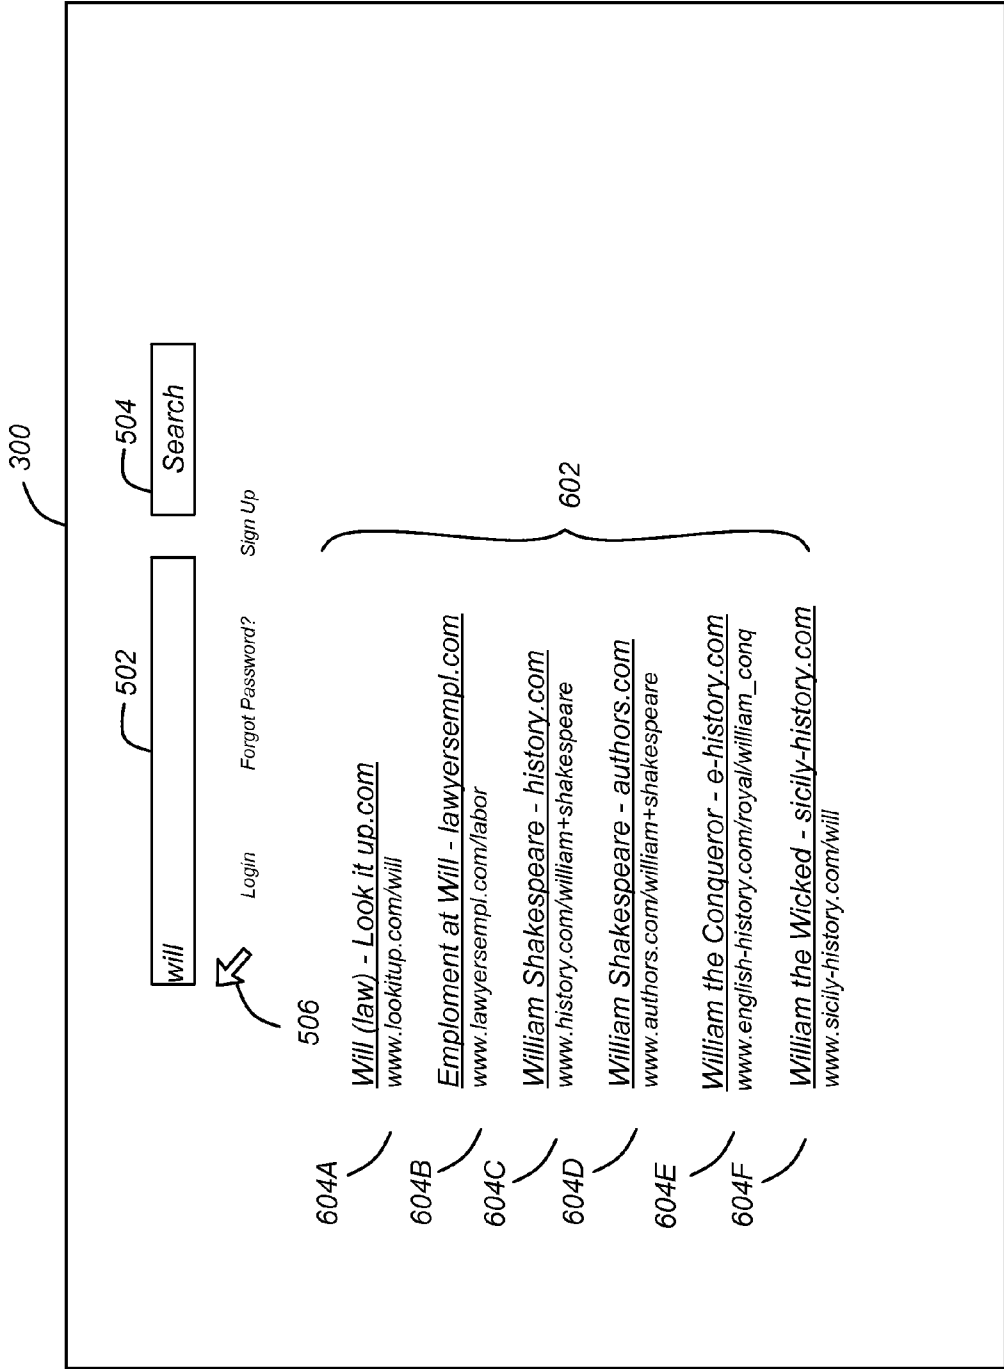 300
502
504
will
Search
506
Login Forgot Password? Sign Up
602
604A
Will (law) - Look it up.com
www.lookitup.com/will
604B
Emploment at Will - lawyersempl.com
www.lawyersempl.com/labor
604C
William Shakespeare - history.com
www.history.com/william+shakespeare
604D
William Shakespeare - authors.com
www.authors.com/william+shakespeare
604E
William the Conqueror - e-history.com
www.english-history.com/royal/william_conq
604F
William the Wicked - sicily-history.com
www.sicily-history.com/will